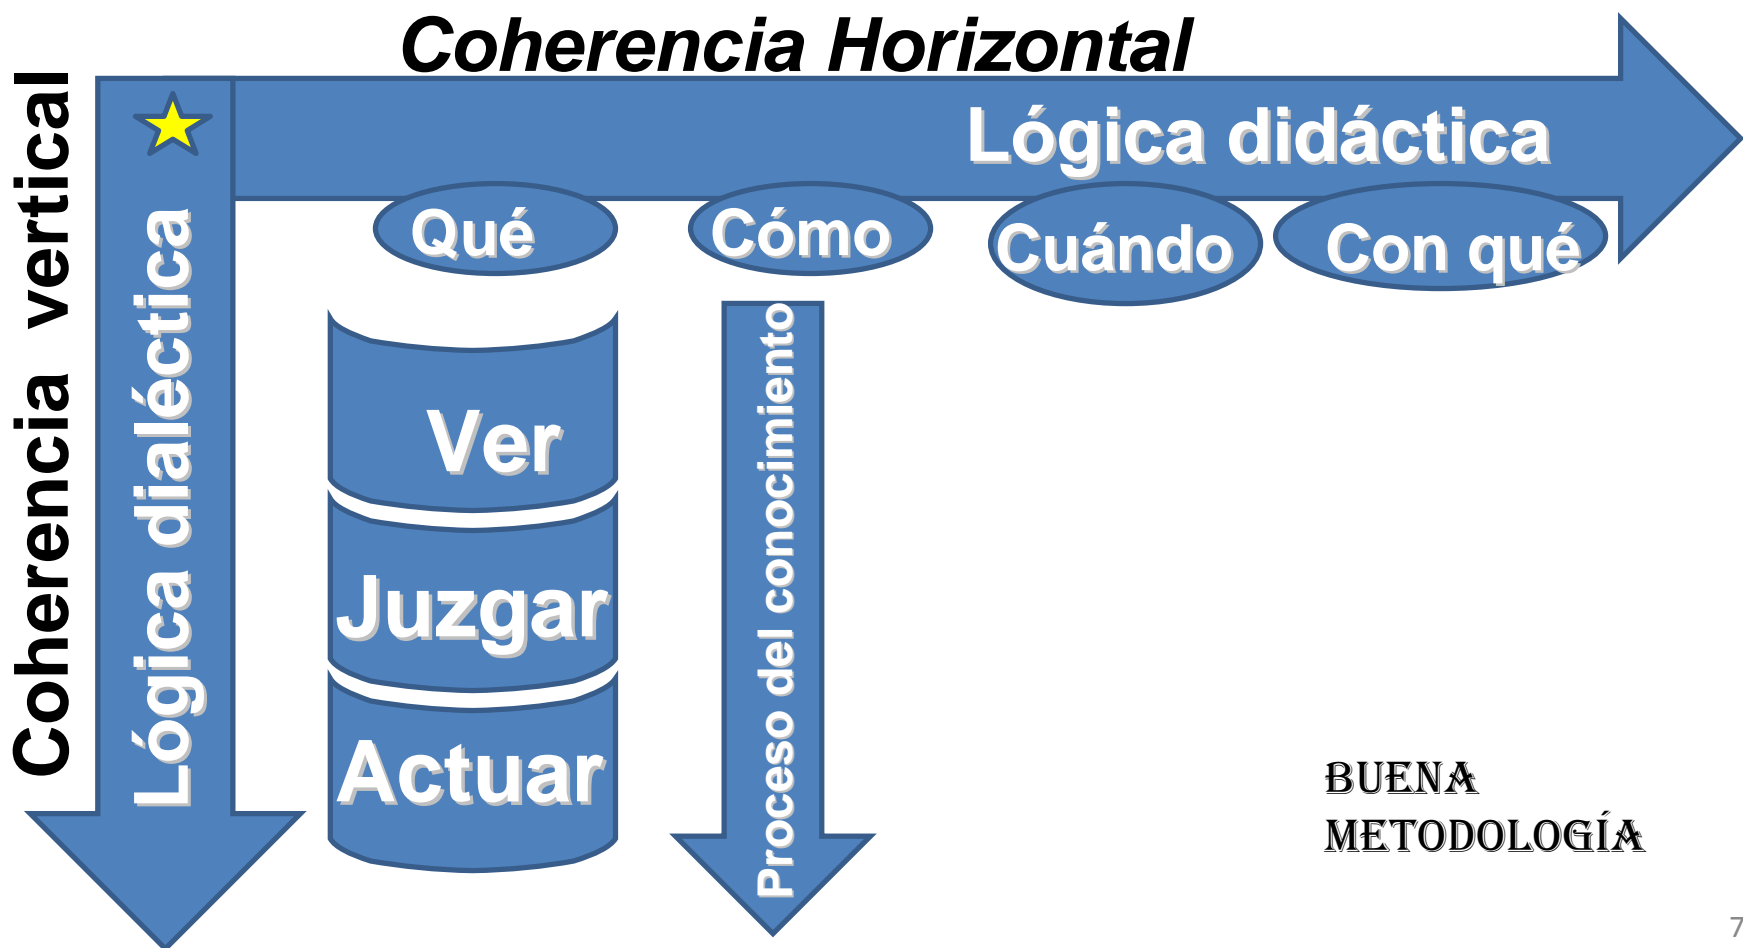 Coherencia Horizontal
Coherencia vertical
Lógica didáctica
Lógica dialéctica
Qué
Cómo
Cuándo
Con qué
Ver
Juzgar
Actuar
Proceso del conocimiento
BUENA
METODOLOGÍA
7